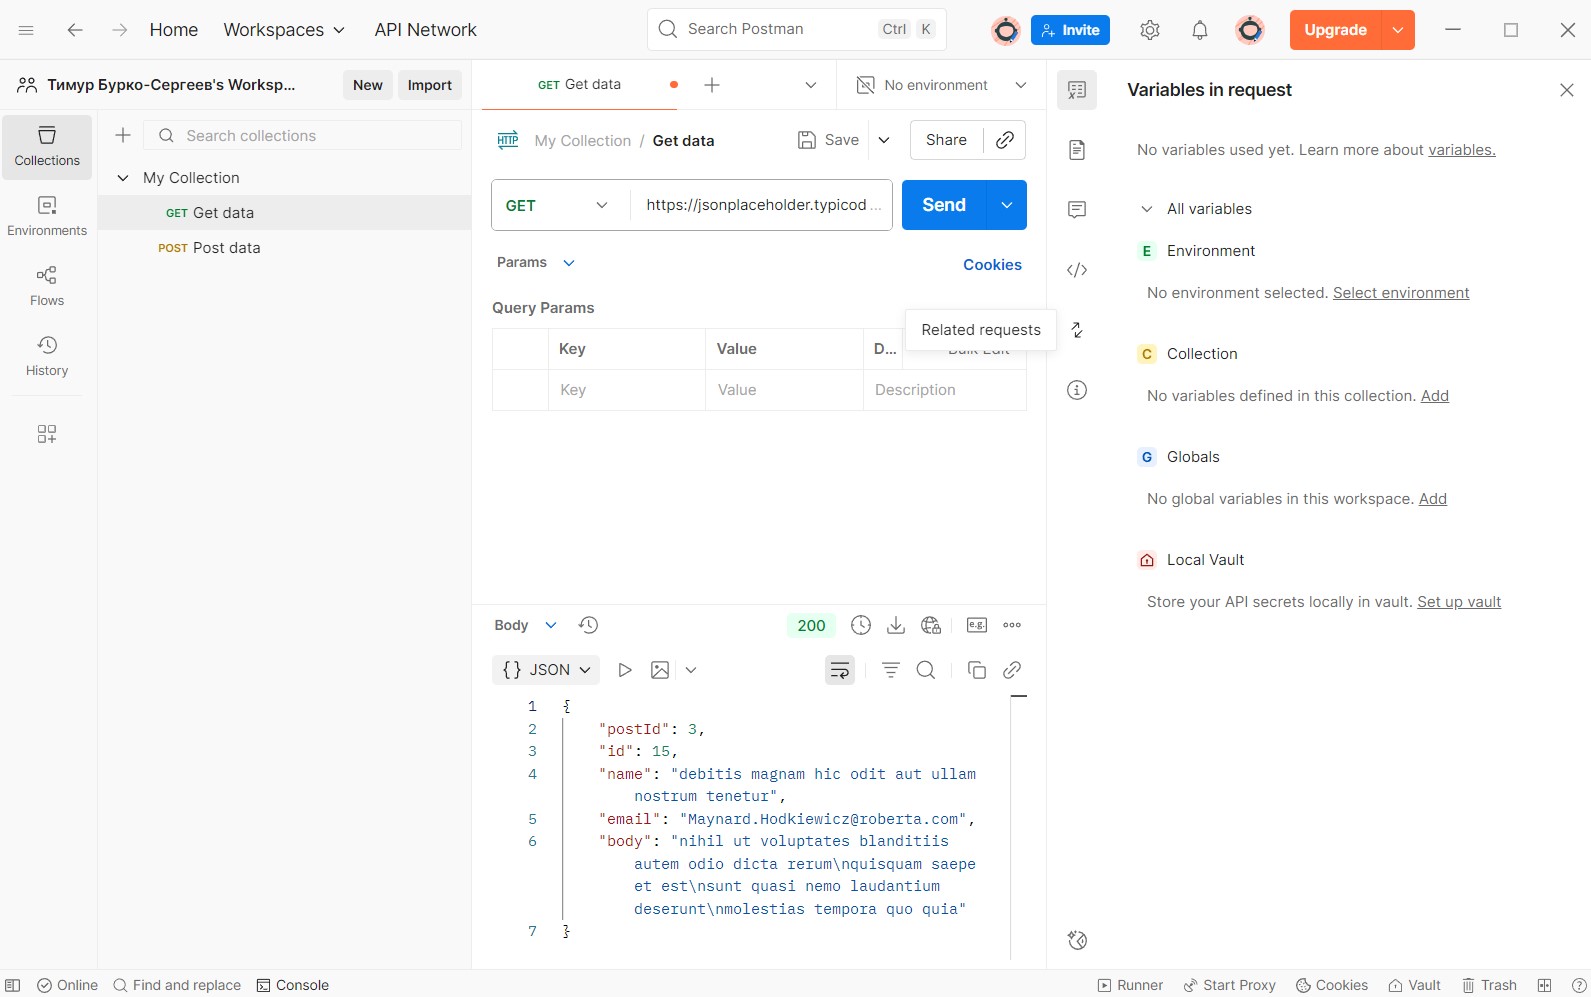 Home
Workspaces
API Network
Search Postman
Ctrl K
Invite
Upgrade
Тимур Бурко-Сергеев's Worksp...
New
Import
GET Get data
No environment
Variables in request
Collections
Environments
Flows
History
Search collections
My Collection
GET Get data
POST Post data
HTTP
My Collection / Get data
Save
Share
GET
https://jsonplaceholder.typicod...
Send
Params
Cookies
Query Params
Related requests
Key
Value
D...
Bulk Edit
Key
Value
Description
No variables used yet. Learn more about variables.
All variables
E Environment
No environment selected. Select environment
C Collection
No variables defined in this collection. Add
G Globals
No global variables in this workspace. Add
Local Vault
Store your API secrets locally in vault. Set up vault
Body
200
e.g.
{} JSON
1 {
2 "postId": 3,
3 "id": 15,
4 "name": "debitis magnam hic odit aut ullam
nostrum tenetur",
5 "email": "Maynard.Hodkiewicz@roberta.com",
6 "body": "nihil ut voluptates blanditiis
autem odio dicta rerum\nquisquam saepe
et est\nsunt quasi nemo laudantium
deserunt\nmolestias tempora quo quia"
7 }
Online
Find and replace
Console
Runner
Start Proxy
Cookies
Vault
Trash